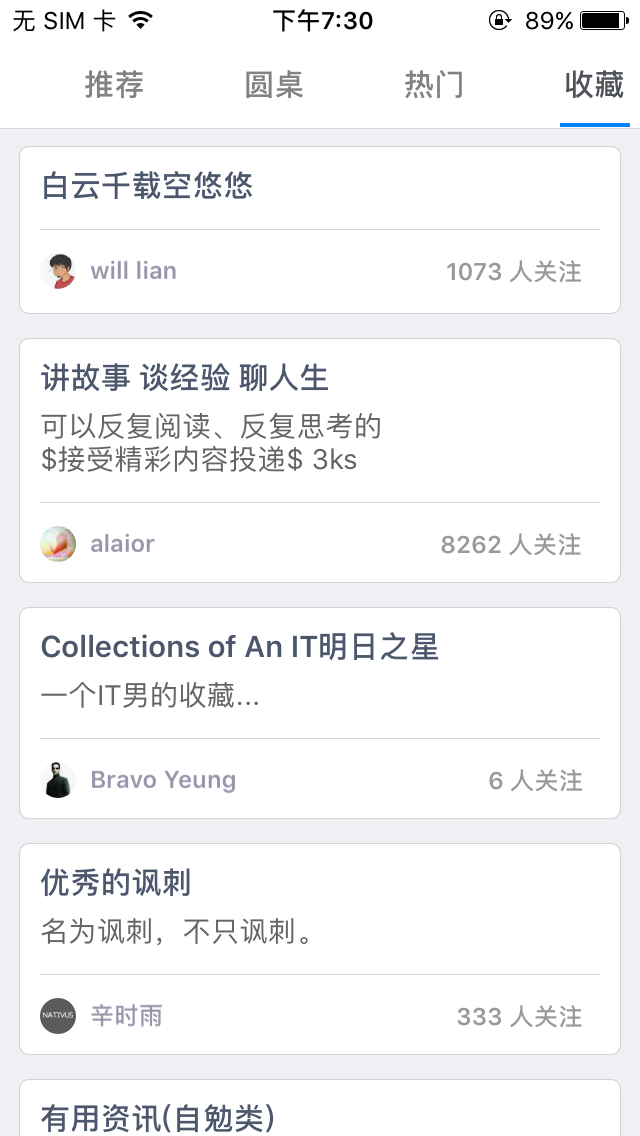 无 SIM 卡 下午7:30 89%
推荐 圆桌 热门 收藏
白云千载空悠悠
will lian 1073 人关注
讲故事 谈经验 聊人生
可以反复阅读、反复思考的
$接受精彩内容投递$ 3ks
alaior 8262 人关注
Collections of An IT明日之星
一个IT男的收藏...
Bravo Yeung 6 人关注
优秀的讽刺
名为讽刺，不只讽刺。
NATIVUS 辛时雨 333 人关注
有用资讯(自勉类)